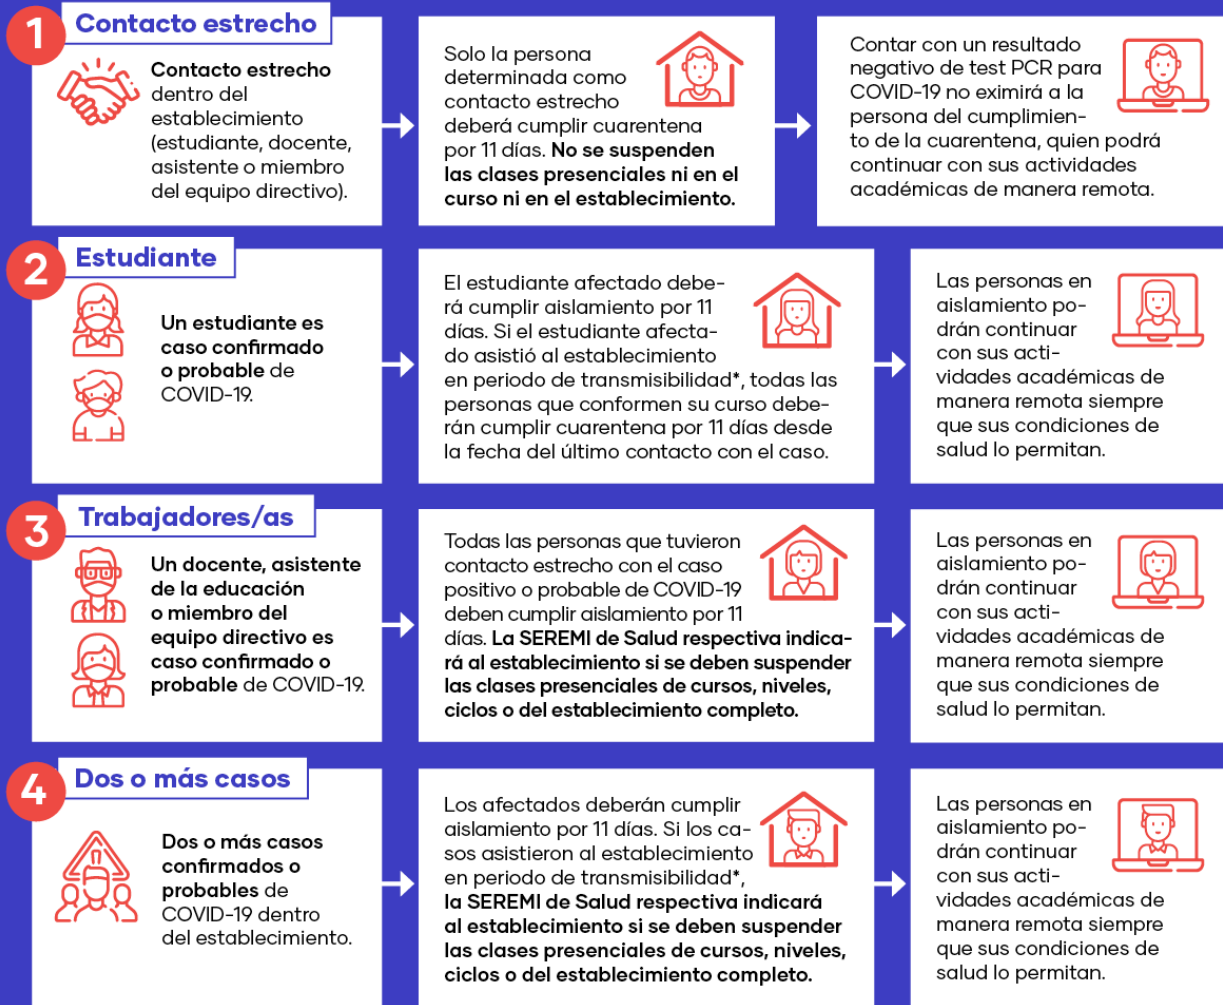 1
Contacto estrecho
Contacto estrecho
dentro del
establecimiento
(estudiante, docente,
asistente o miembro
del equipo directivo).
Solo la persona
determinada como
contacto estrecho
deberá cumplir cuarentena
por 11 días. No se suspenden
las clases presenciales ni en el
curso ni en el establecimiento.
Contar con un resultado
negativo de test PCR para
COVID-19 no eximirá a la
persona del cumplimien-
to de la cuarentena, quien podrá
continuar con sus actividades
académicas de manera remota.
2
Estudiante
Un estudiante es
caso confirmado
o probable de
COVID-19.
El estudiante afectado debe-
rá cumplir aislamiento por 11
días. Si el estudiante afecta-
do asistió al establecimiento
en periodo de transmisibilidad*, todas las
personas que conformen su curso debe-
rán cumplir cuarentena por 11 días desde
la fecha del último contacto con el caso.
Las personas en
aislamiento po-
drán continuar
con sus acti-
vidades académicas de
manera remota siempre
que sus condiciones de
salud lo permitan.
3
Trabajadores/as
Un docente, asistente
de la educación
o miembro del
equipo directivo es
caso confirmado o
probable de COVID-19.
Todas las personas que tuvieron
contacto estrecho con el caso
positivo o probable de COVID-19
deben cumplir aislamiento por 11
días. La SEREMI de Salud respectiva indica-
rá al establecimiento si se deben suspender
las clases presenciales de cursos, niveles,
ciclos o del establecimiento completo.
Las personas en
aislamiento po-
drán continuar
con sus acti-
vidades académicas de
manera remota siempre
que sus condiciones de
salud lo permitan.
4
Dos o más casos
Dos o más casos
confirmados o
probables de
COVID-19 dentro
del establecimiento.
Los afectados deberán cumplir
aislamiento por 11 días. Si los ca-
sos asistieron al establecimiento
en periodo de transmisibilidad*,
la SEREMI de Salud respectiva indicará
al establecimiento si se deben suspender
las clases presenciales de cursos, niveles,
ciclos o del establecimiento completo.
Las personas en
aislamiento po-
drán continuar
con sus acti-
vidades académicas de
manera remota siempre
que sus condiciones de
salud lo permitan.